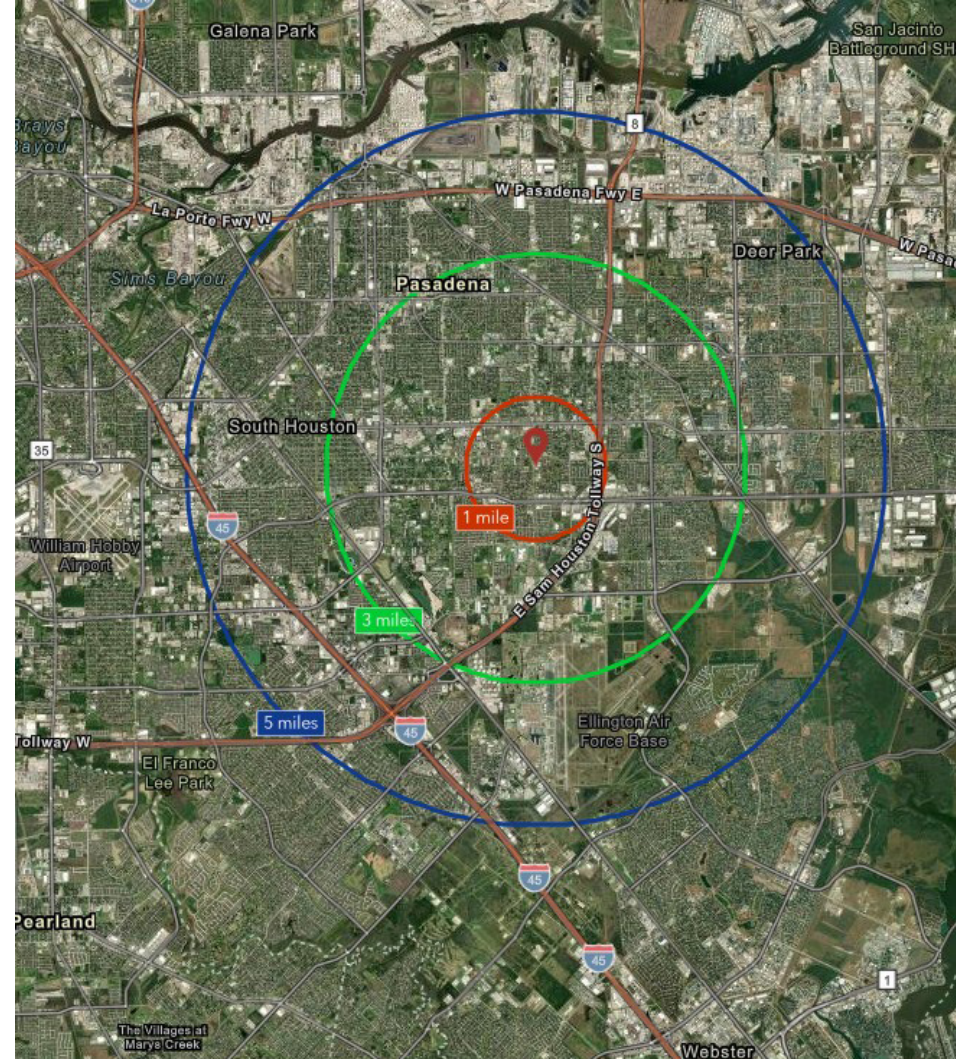 Galena Park
San Jacinto
Battleground SH
8
Brays
Bayou
W Pasadena Fwy E
La Porte Fwy W
Deer Park
W Pasa
Sims Bayou
Pasadena
South Houston
35
1 mile
E Sam Houston Tollway S
45
William Hobby
Airport
3 miles
5 miles
Ellington Air
Force Base
45
Tollway W
El Franco
Lee Park
45
Pearland
45
1
The Villages at
Marys Creek
Webster